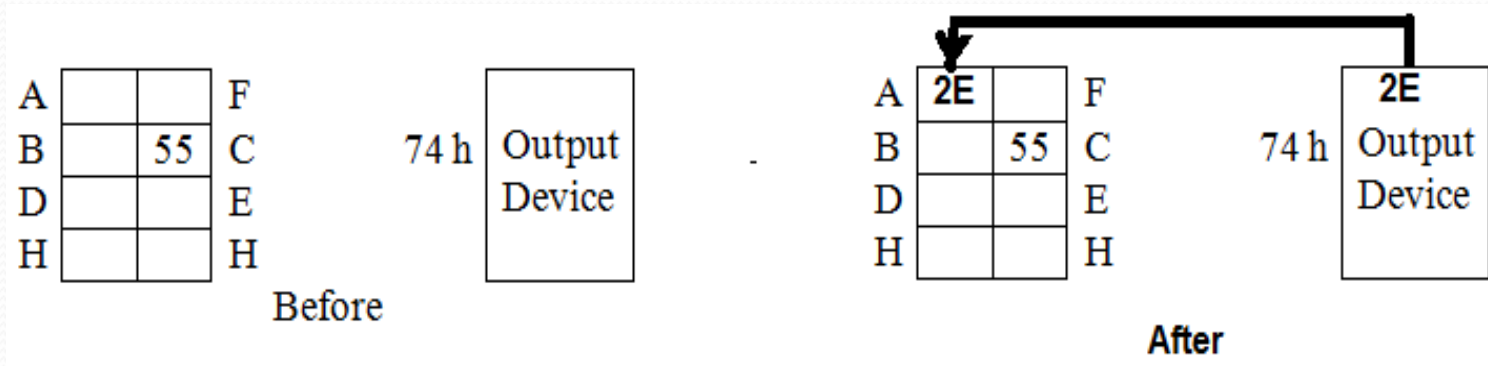 2E 2E
A F A F
B 55 C 74 h Output B 55 C 74 h Output
D E Device D E Device
H H H H
Before
After